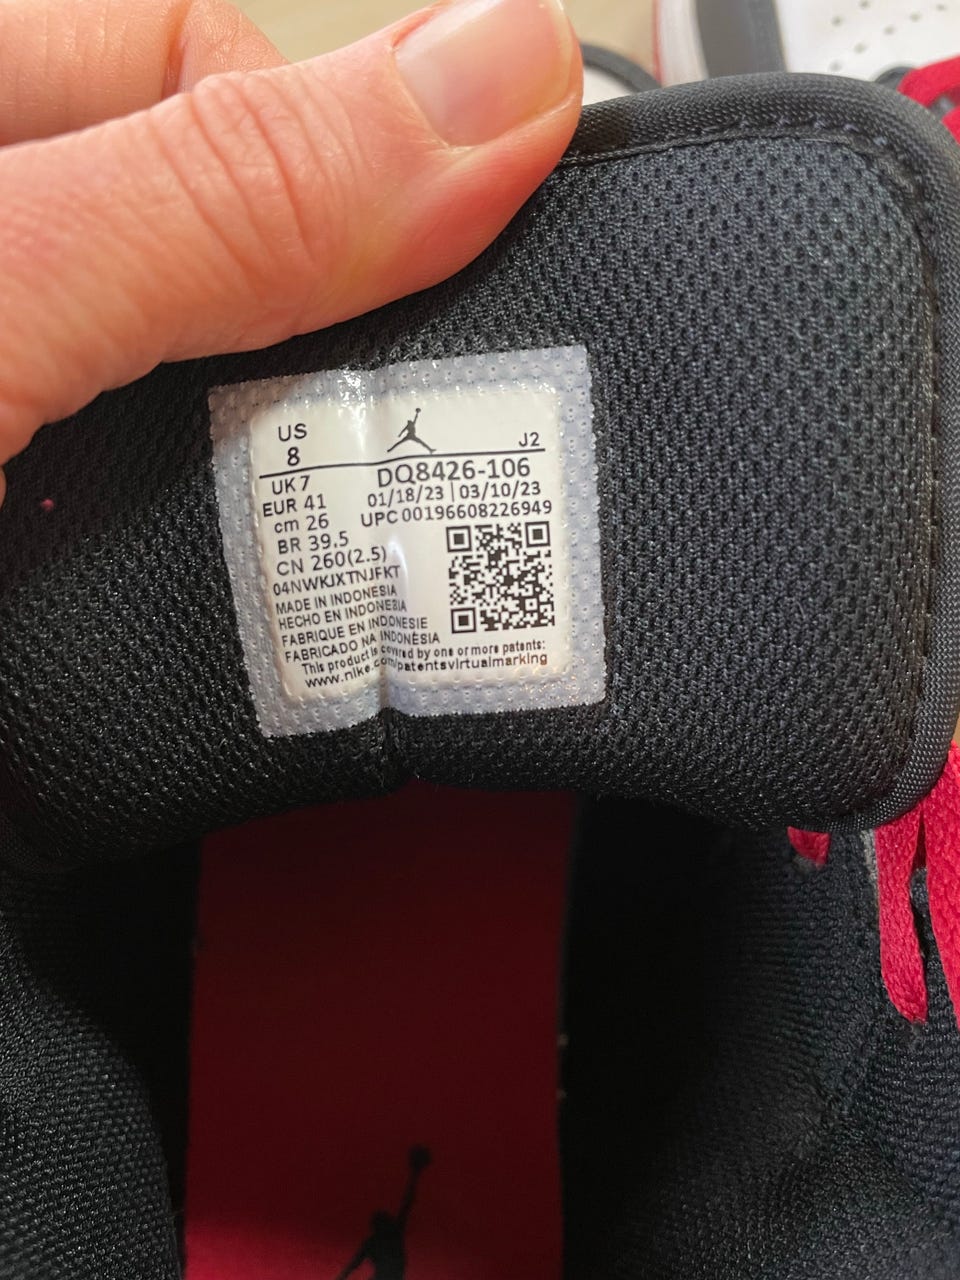 US
8
J2
UK 7
EUR 41
cm 26
BR 39.5
CN 260(2.5)
DQ8426-106
01/18/23 | 03/10/23
UPC 00196608226949
04NWKJXTNJFKT
MADE IN INDONESIA
HECHO EN INDONESIA
FABRIQUE EN INDONESIE
FABRICADO NA INDONÉSIA
This product is covered by one or more patents:
www.nike.com/patentsvirtualmarking